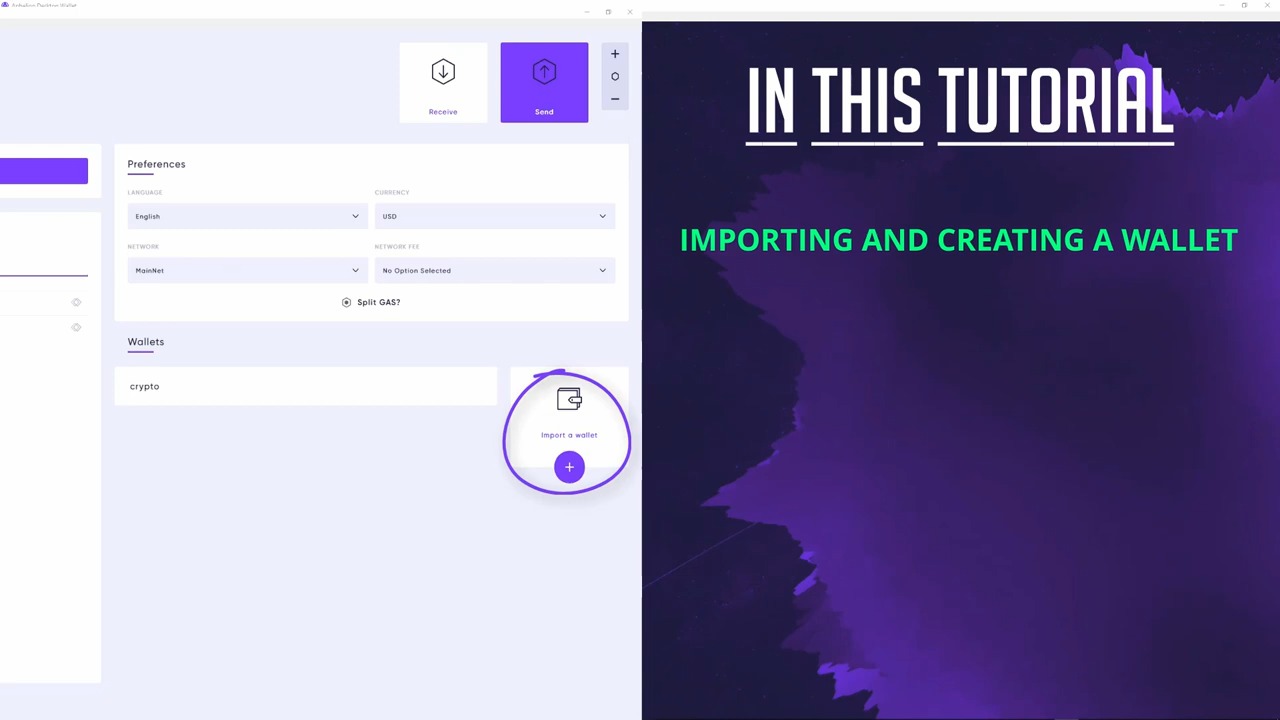 Receive
Send
Preferences
LANGUAGE
CURRENCY
English
USD
NETWORK
NETWORK FEE
MainNet
No Option Selected
Split GAS?
Wallets
crypto
Import a wallet
IN THIS TUTORIAL
IMPORTING AND CREATING A WALLET